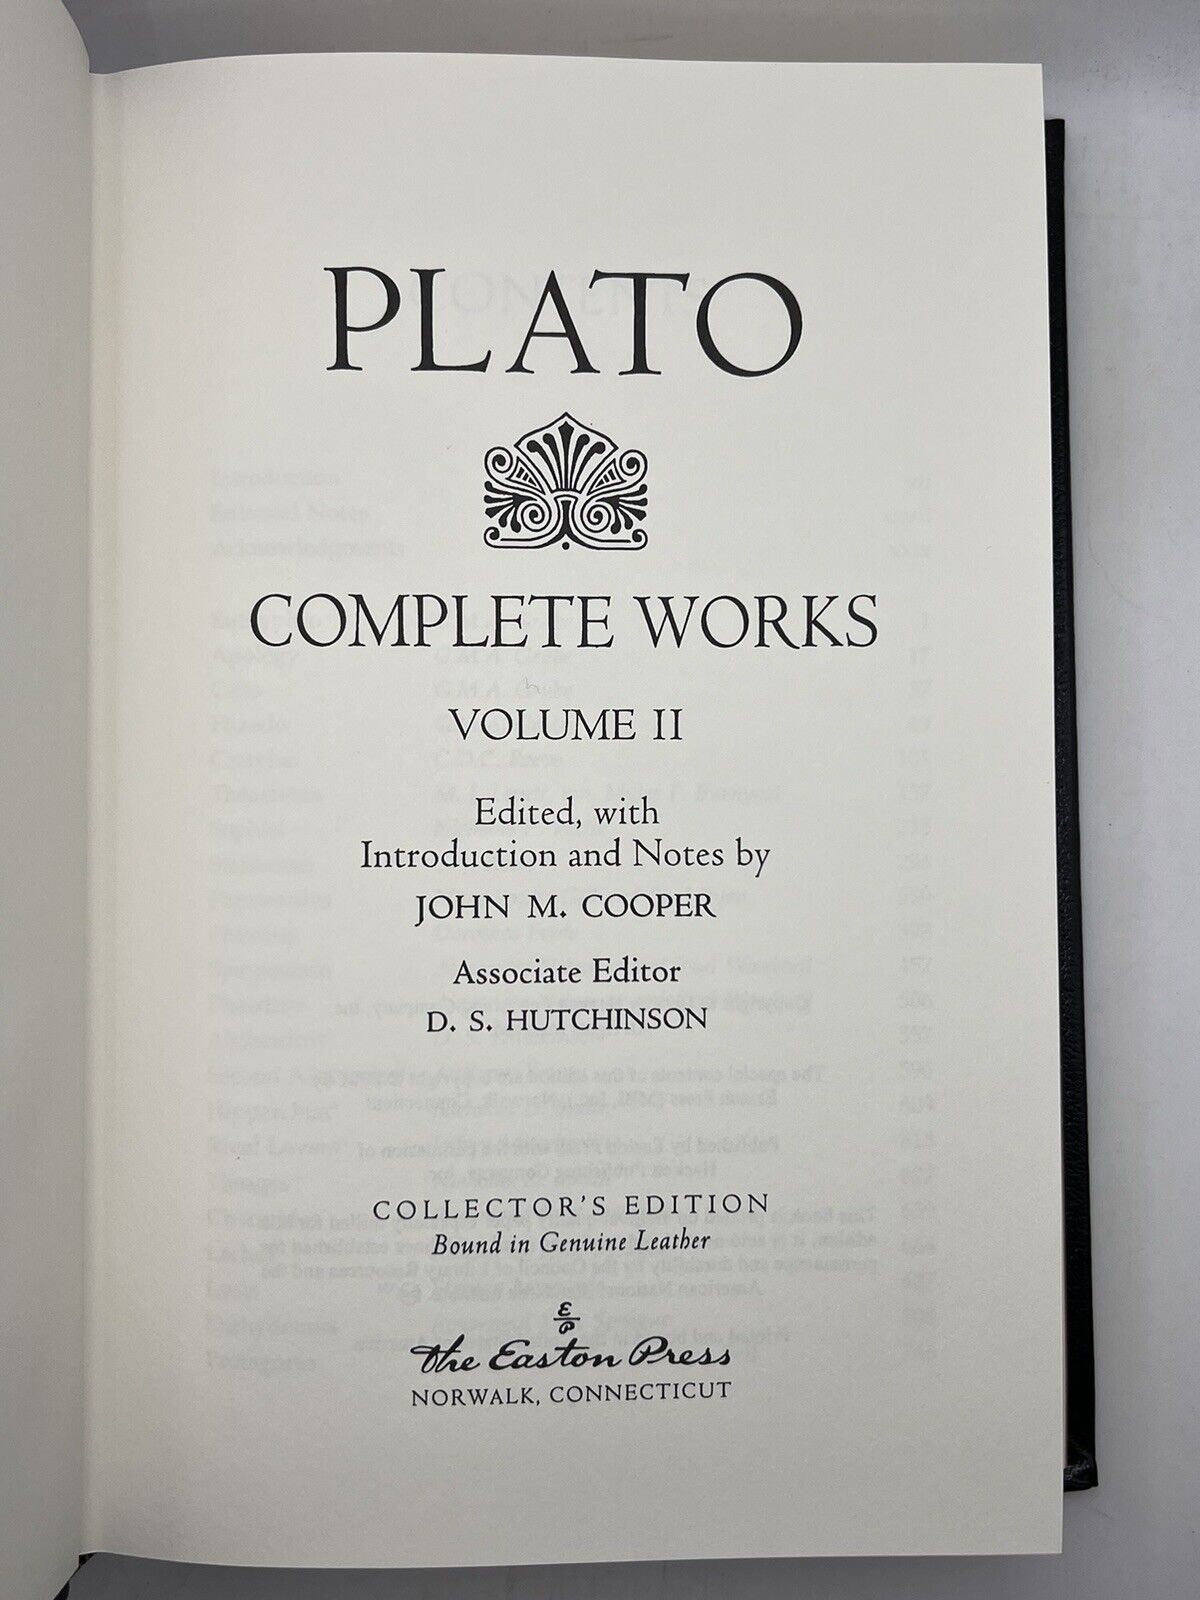 PLATO
COMPLETE WORKS
VOLUME II
Edited, with
Introduction and Notes by
JOHN M. COOPER
Associate Editor
D. S. HUTCHINSON
COLLECTOR'S EDITION
Bound in Genuine Leather
E
P
The Easton Press
NORWALK, CONNECTICUT